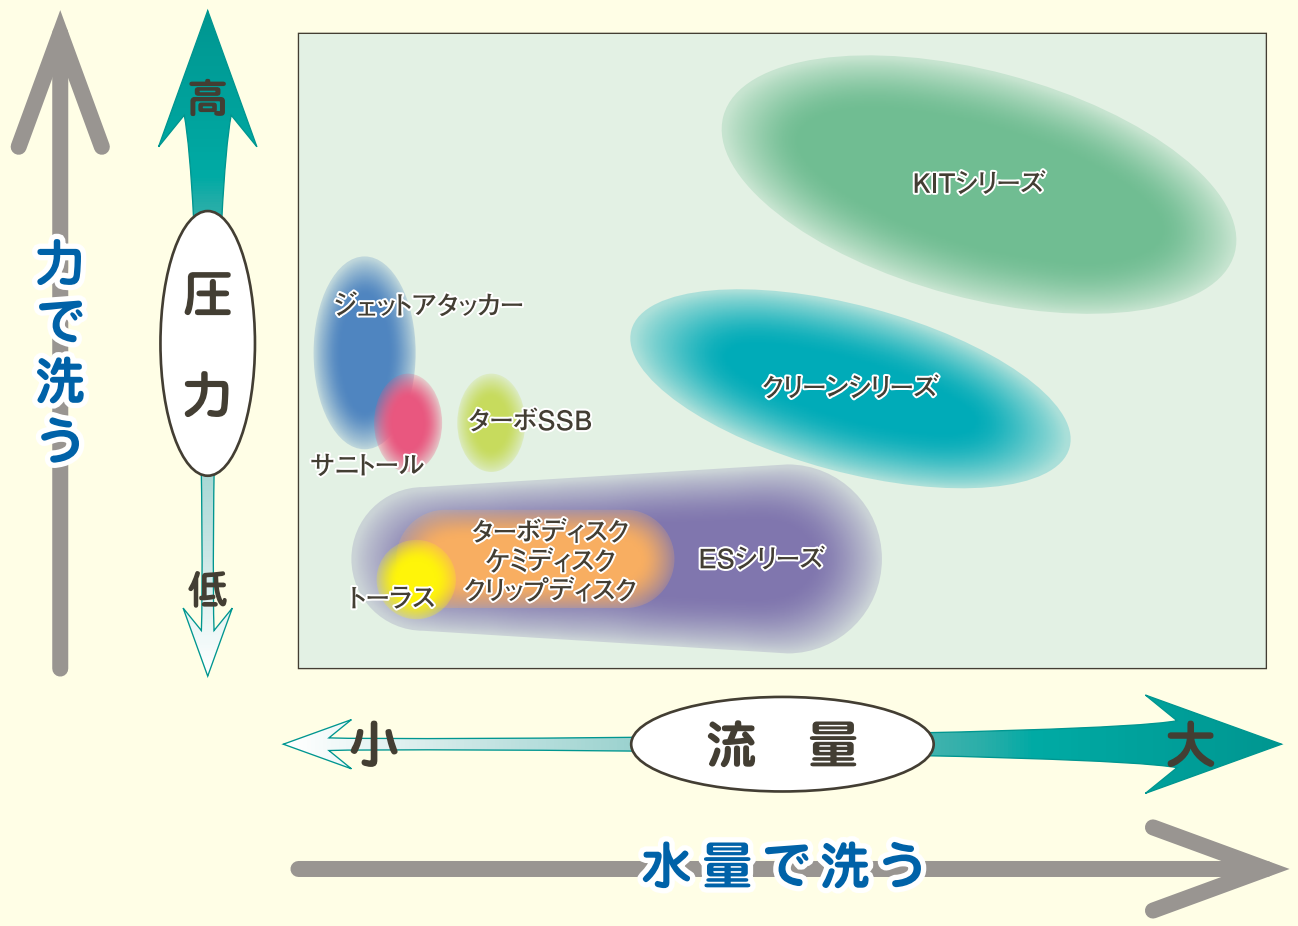 力で洗う
高
圧力
低
KITシリーズ
ジェットアタッカー
クリーンシリーズ
ターボSSB
サニトール
ターボディスク
ケミディスク
クリップディスク
ESシリーズ
トーラス
小
流量
大
水量で洗う